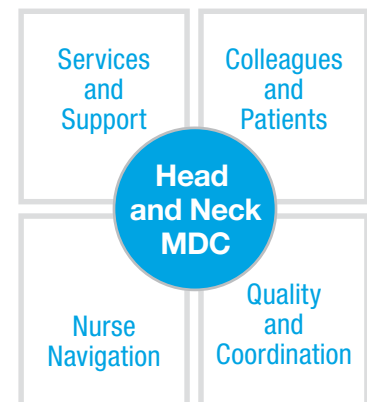 Services
and
Support
Colleagues
and
Patients
Head
and Neck
MDC
Nurse
Navigation
Quality
and
Coordination